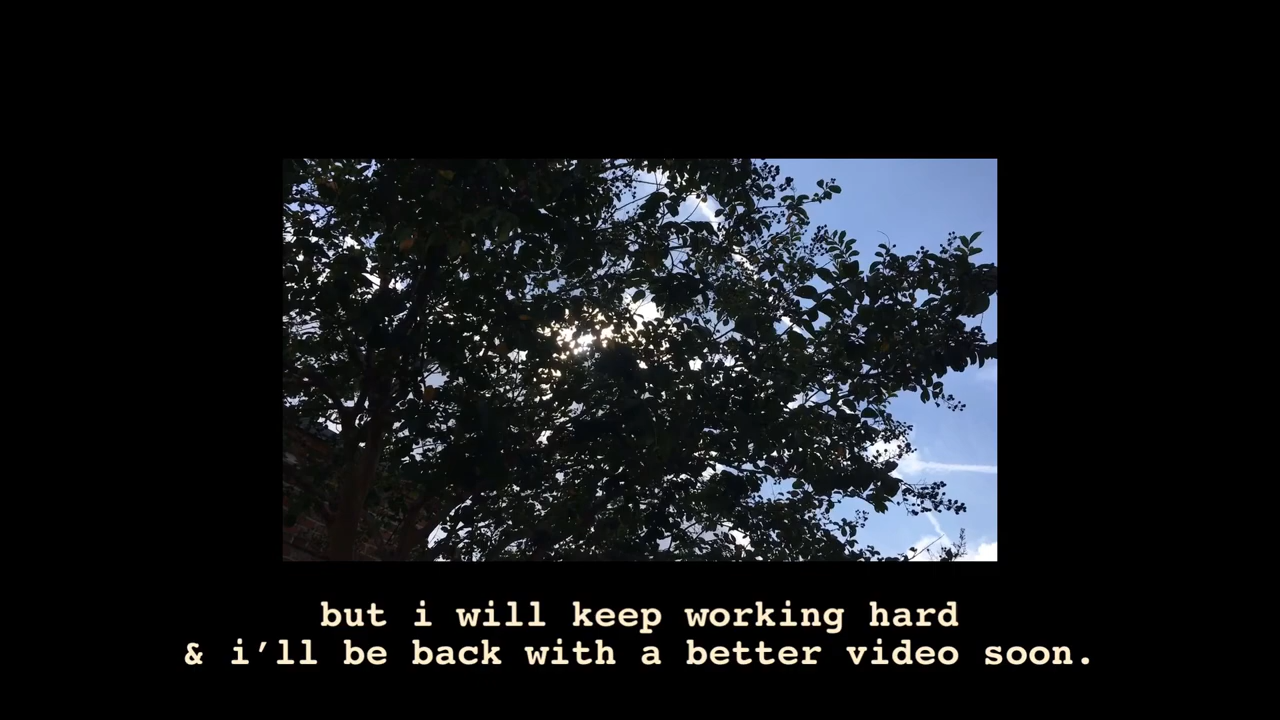 but i will keep working hard
& i’ll be back with a better video soon.